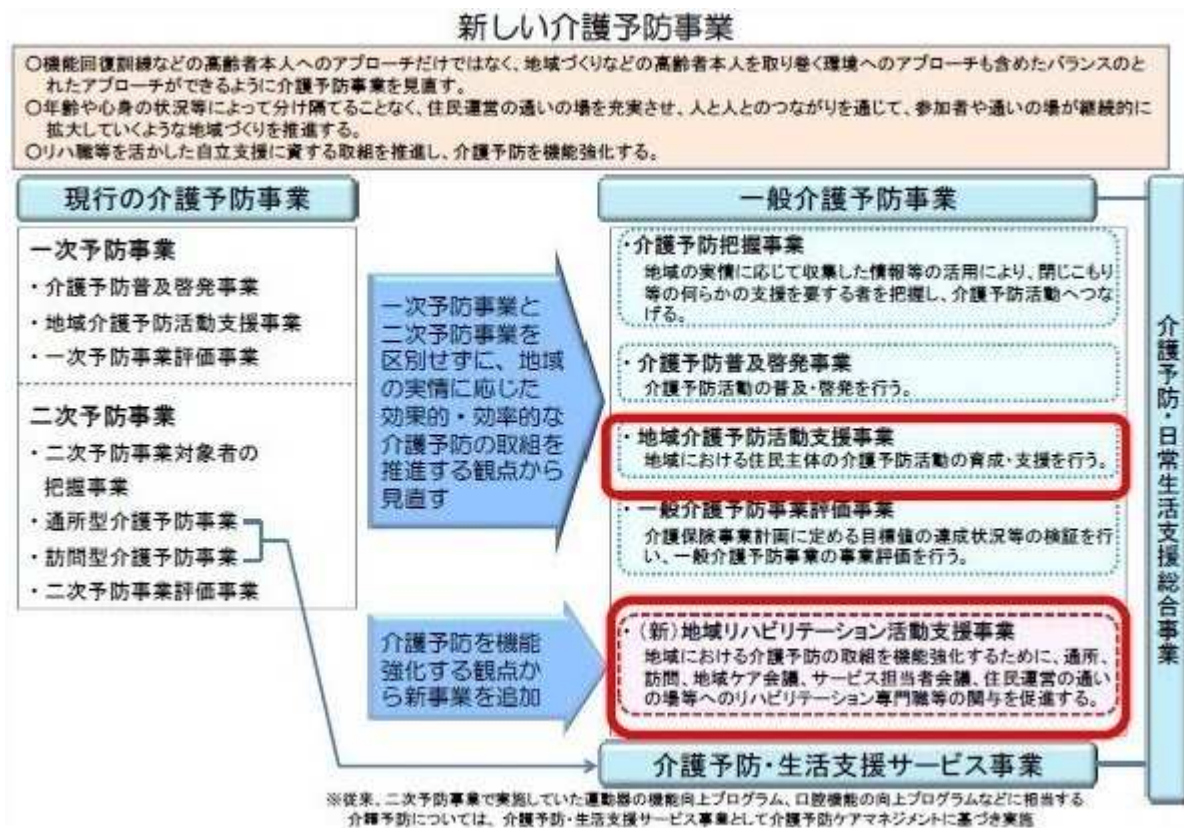 新しい介護予防事業
○機能回復訓練などの高齢者本人へのアプローチだけではなく、地域づくりなどの高齢者本人を取り巻く環境へのアプローチも含めたバランスのと
れたアプローチができるように介護予防事業を見直す。
○年齢や心身の状況等によって分け隔てることなく、住民運営の通いの場を充実させ、人と人とのつながりを通じて、参加者や通いの場が継続的に
拡大していくような地域づくりを推進する。
○リハ職等を活かした自立支援に資する取組を推進し、介護予防を機能強化する。
現行の介護予防事業
一次予防事業
・介護予防普及啓発事業
・地域介護予防活動支援事業
・一次予防事業評価事業
二次予防事業
・二次予防事業対象者の
把握事業
・通所型介護予防事業
・訪問型介護予防事業
・二次予防事業評価事業
一次予防事業と
二次予防事業を
区別せずに、地域
の実情に応じた
効果的・効率的な
介護予防の取組を
推進する観点から
見直す
介護予防を機能
強化する観点か
ら新事業を追加
一般介護予防事業
・介護予防把握事業
地域の実情に応じて収集した情報等の活用により、閉じこもり
等の何らかの支援を要する者を把握し、介護予防活動へつな
げる。
・介護予防普及啓発事業
介護予防活動の普及・啓発を行う。
・地域介護予防活動支援事業
地域における住民主体の介護予防活動の育成・支援を行う。
・一般介護予防事業評価事業
介護保険事業計画に定める目標値の達成状況等の検証を行
い、一般介護予防事業の事業評価を行う。
・（新）地域リハビリテーション活動支援事業
地域における介護予防の取組を機能強化するために、通所、
訪問、地域ケア会議、サービス担当者会議、住民運営の通い
の場等へのリハビリテーション専門職等の関与を促進する。
介護予防・生活支援サービス事業
介護予防・日常生活支援総合事業
※従来、二次予防事業で実施していた運動器の機能向上プログラム、口腔機能の向上プログラムなどに相当する
介護予防については、介護予防・生活支援サービス事業として介護予防ケアマネジメントに基づき実施